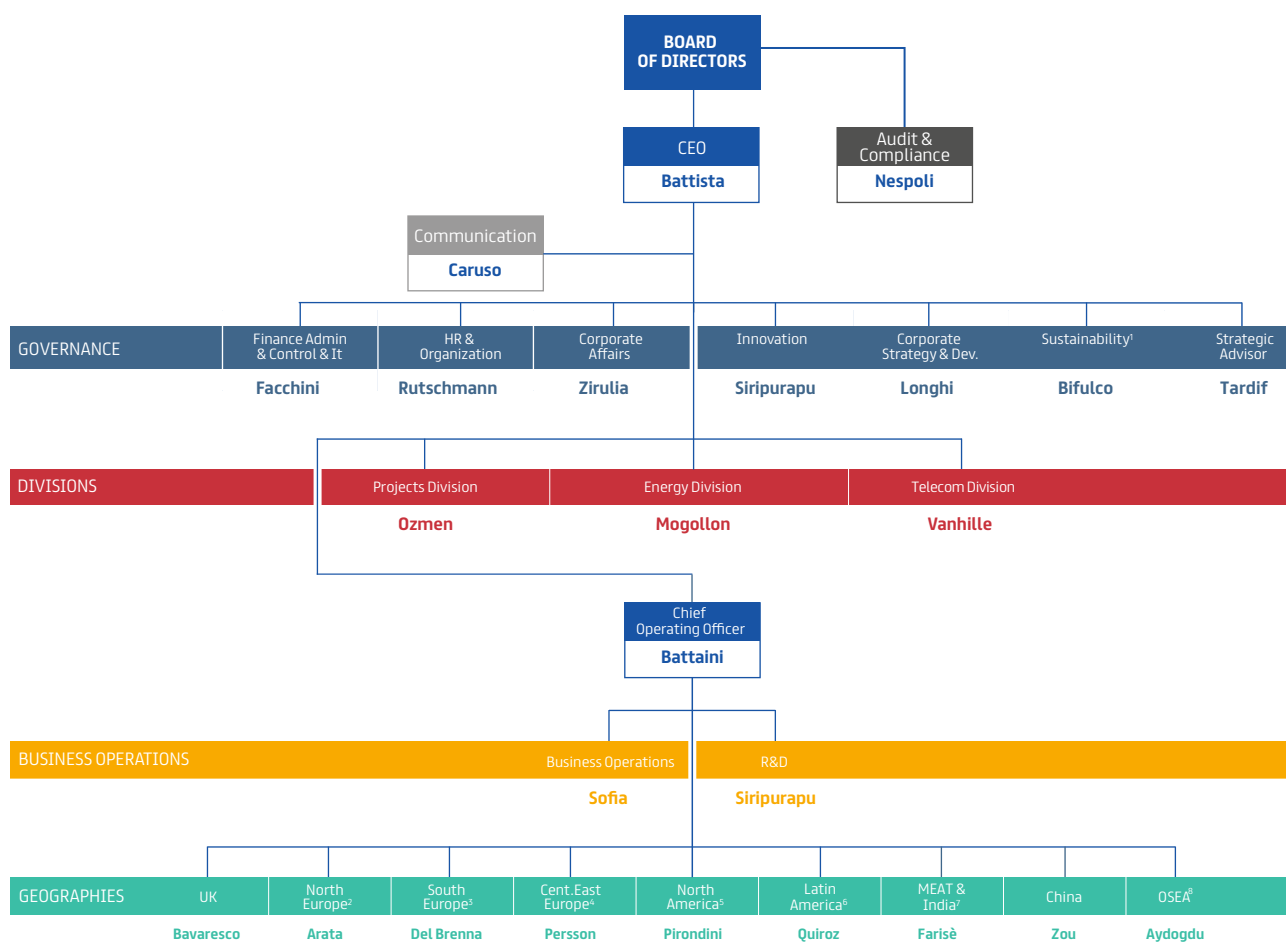 BOARD
OF DIRECTORS
CEO
Battista
Audit &
Compliance
Nespoli
Communication
Caruso
GOVERNANCE
Finance Admin
& Control & It
HR &
Organization
Corporate
Affairs
Innovation
Corporate
Strategy & Dev.
Sustainability¹
Strategic
Advisor
Facchini
Rutschmann
Zirulia
Siripurapu
Longhi
Bifulco
Tardif
DIVISIONS
Projects Division
Energy Division
Telecom Division
Ozmen
Mogollon
Vanhille
Chief
Operating Officer
Battaini
BUSINESS OPERATIONS
Business Operations
R&D
Sofia
Siripurapu
GEOGRAPHIES
UK
North
Europe²
South
Europe³
Cent.East
Europe⁴
North
America⁵
Latin
America⁶
MEAT &
India⁷
China
OSEA⁸
Bavaresco
Arata
Del Brenna
Persson
Pirondini
Quiroz
Farisè
Zou
Aydogdu